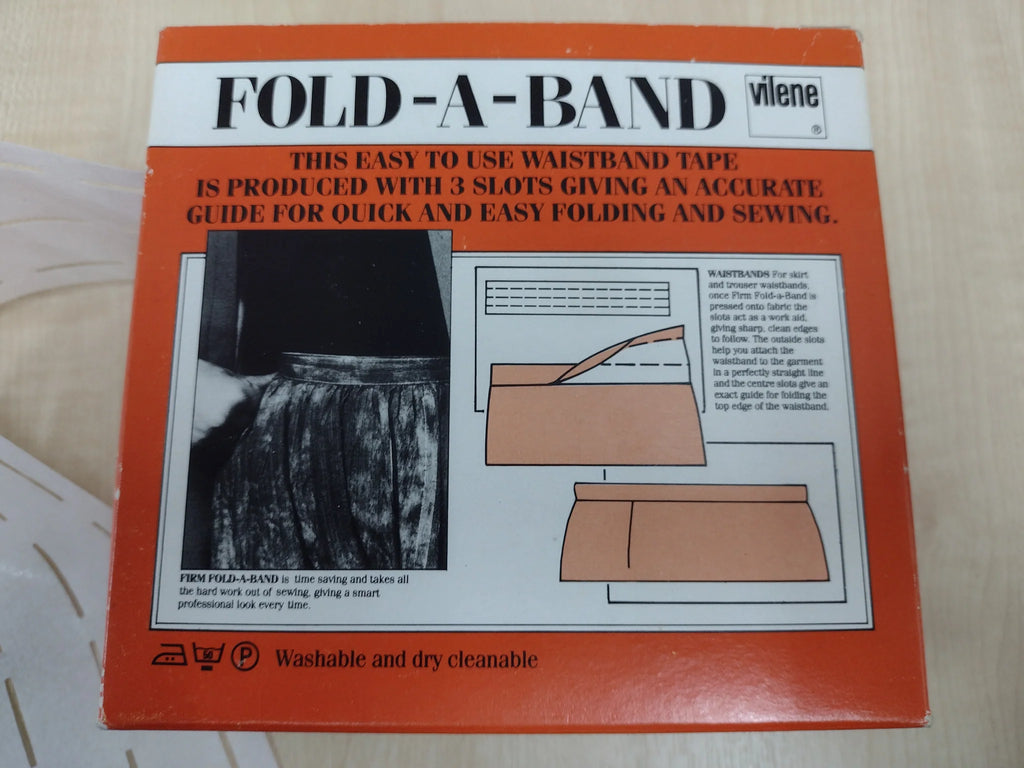 FOLD-A-BAND
vilene
®
THIS EASY TO USE WAISTBAND TAPE
IS PRODUCED WITH 3 SLOTS GIVING AN ACCURATE
GUIDE FOR QUICK AND EASY FOLDING AND SEWING.
WAISTBANDS For skirt
and trouser waistbands,
once Firm Fold-a-Band is
pressed onto fabric the
slots act as a work aid,
giving sharp, clean edges
to follow. The outside slots
help you attach the
waistband to the garment
in a perfectly straight line
and the centre slots give an
exact guide for folding the
top edge of the waistband.
FIRM FOLD-A-BAND is time saving and takes all
the hard work out of sewing, giving a smart
professional look every time.
50 P Washable and dry cleanable